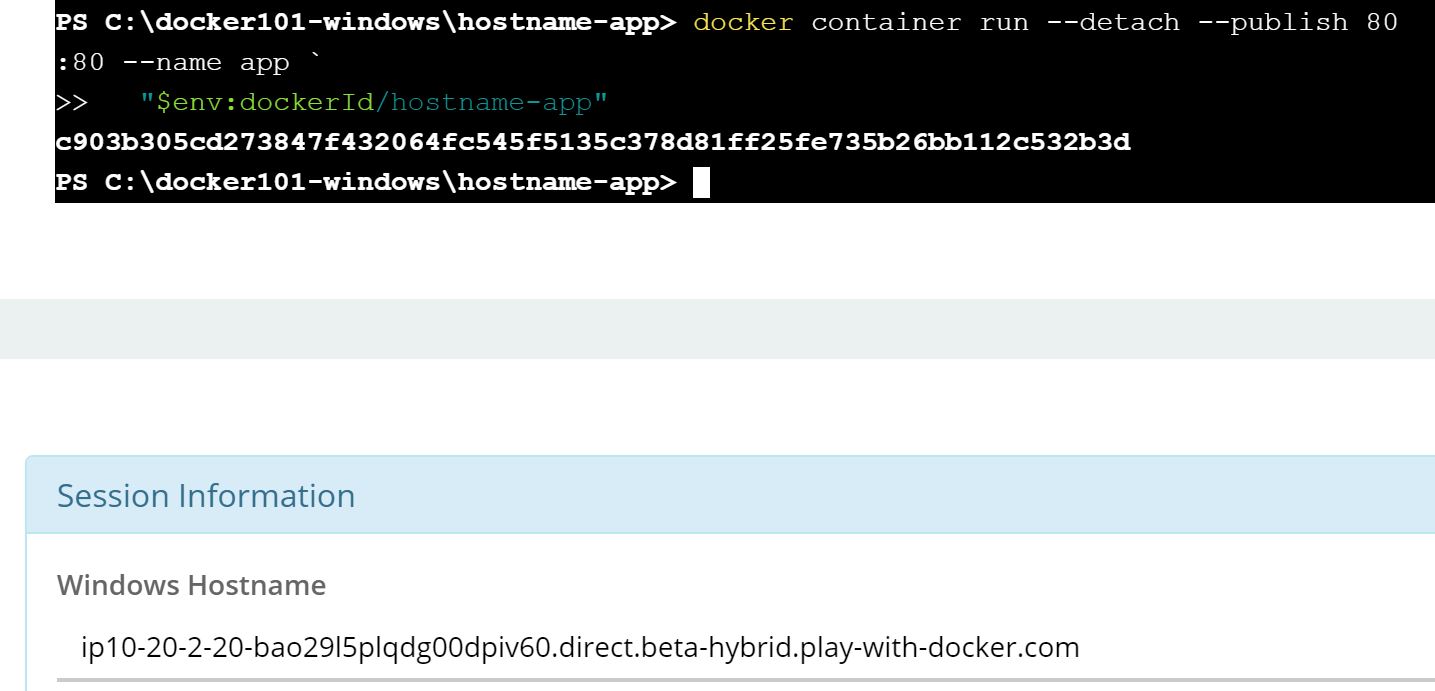 PS C:\docker101-windows\hostname-app> docker container run --detach --publish 80
:80 --name app `
>>   "$env:dockerId/hostname-app"
c903b305cd273847f432064fc545f5135c378d81ff25fe735b26bb112c532b3d
PS C:\docker101-windows\hostname-app>
Session Information
Windows Hostname
ip10-20-2-20-bao29l5plqdg00dpiv60.direct.beta-hybrid.play-with-docker.com